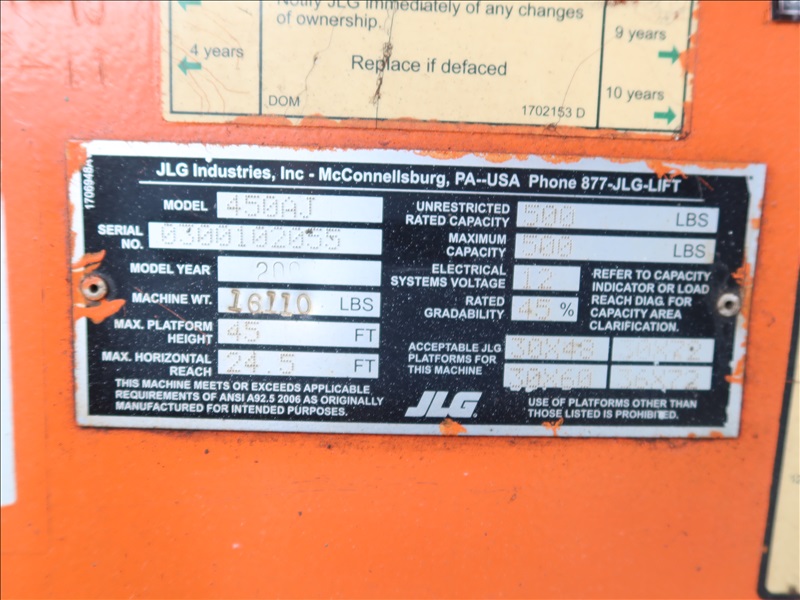 Notify JLG immediately of any changes
of ownership.
4 years
9 years
Replace if defaced
10 years
DOM
1702153 D
1706948A
JLG Industries, Inc - McConnellsburg, PA--USA Phone 877-JLG-LIFT
MODEL 450AJ
SERIAL NO. 0300102055
MODEL YEAR
MACHINE WT. 16110 LBS
MAX. PLATFORM HEIGHT 45 FT
MAX. HORIZONTAL REACH 24.5 FT
THIS MACHINE MEETS OR EXCEEDS APPLICABLE
REQUIREMENTS OF ANSI A92.5 2006 AS ORIGINALLY
MANUFACTURED FOR INTENDED PURPOSES.
UNRESTRICTED RATED CAPACITY 500 LBS
MAXIMUM CAPACITY 500 LBS
ELECTRICAL SYSTEMS VOLTAGE 12
RATED GRADABILITY 45 %
REFER TO CAPACITY
INDICATOR OR LOAD
REACH DIAG. FOR
CAPACITY AREA
CLARIFICATION.
ACCEPTABLE JLG
PLATFORMS FOR
THIS MACHINE
30X48
30X60
JLG
USE OF PLATFORMS OTHER THAN
THOSE LISTED IS PROHIBITED.